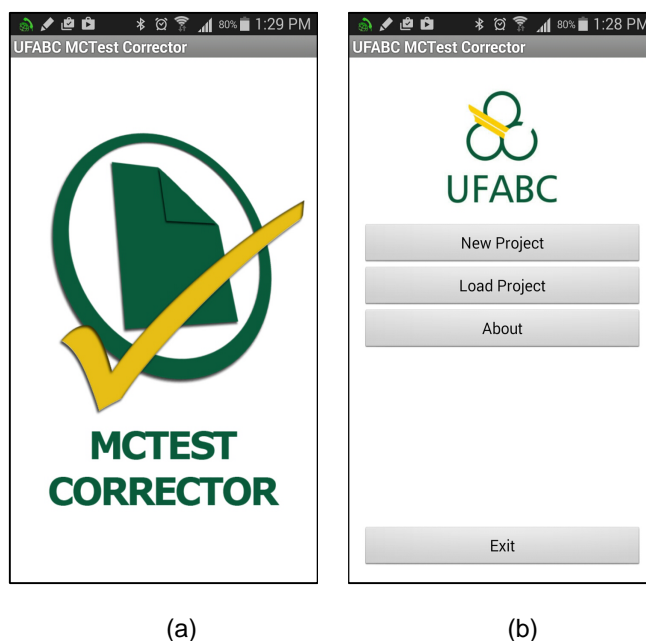 80% 1:29 PM
UFABC MCTest Corrector
MCTEST
CORRECTOR
(a)
80% 1:28 PM
UFABC MCTest Corrector
UFABC
New Project
Load Project
About
Exit
(b)